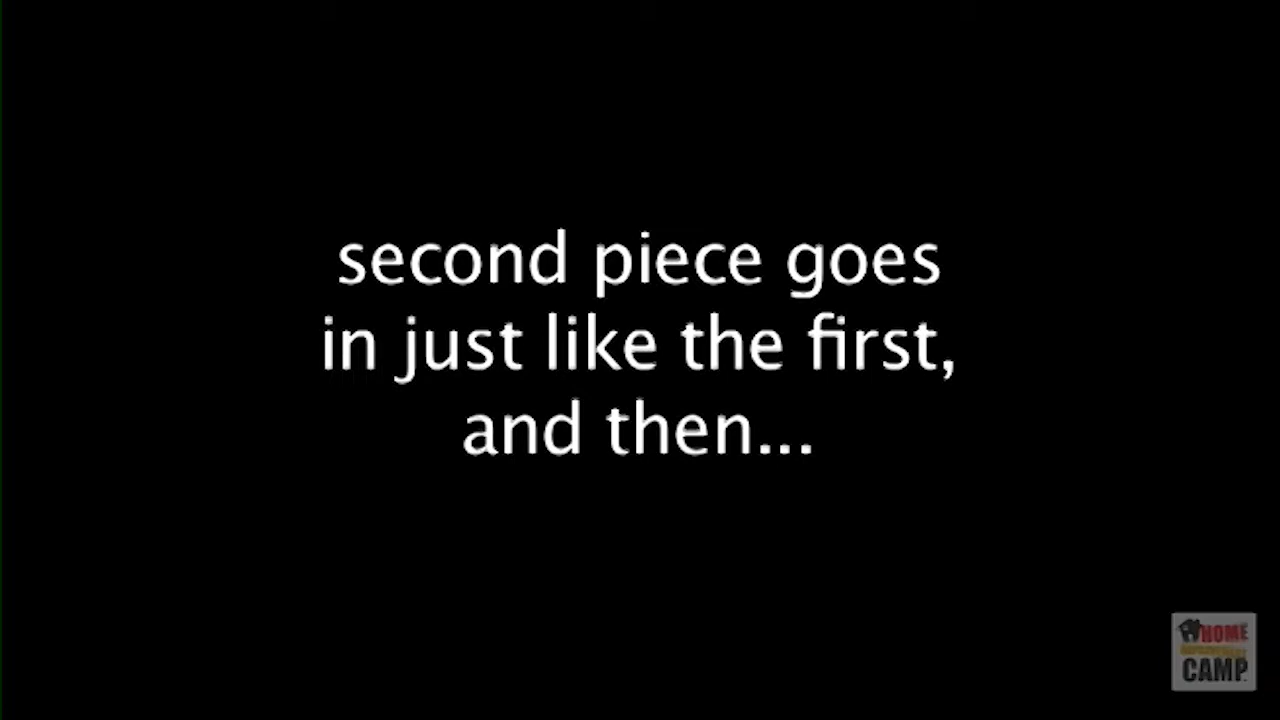 second piece goes
in just like the first,
and then...
HOME
CAMP